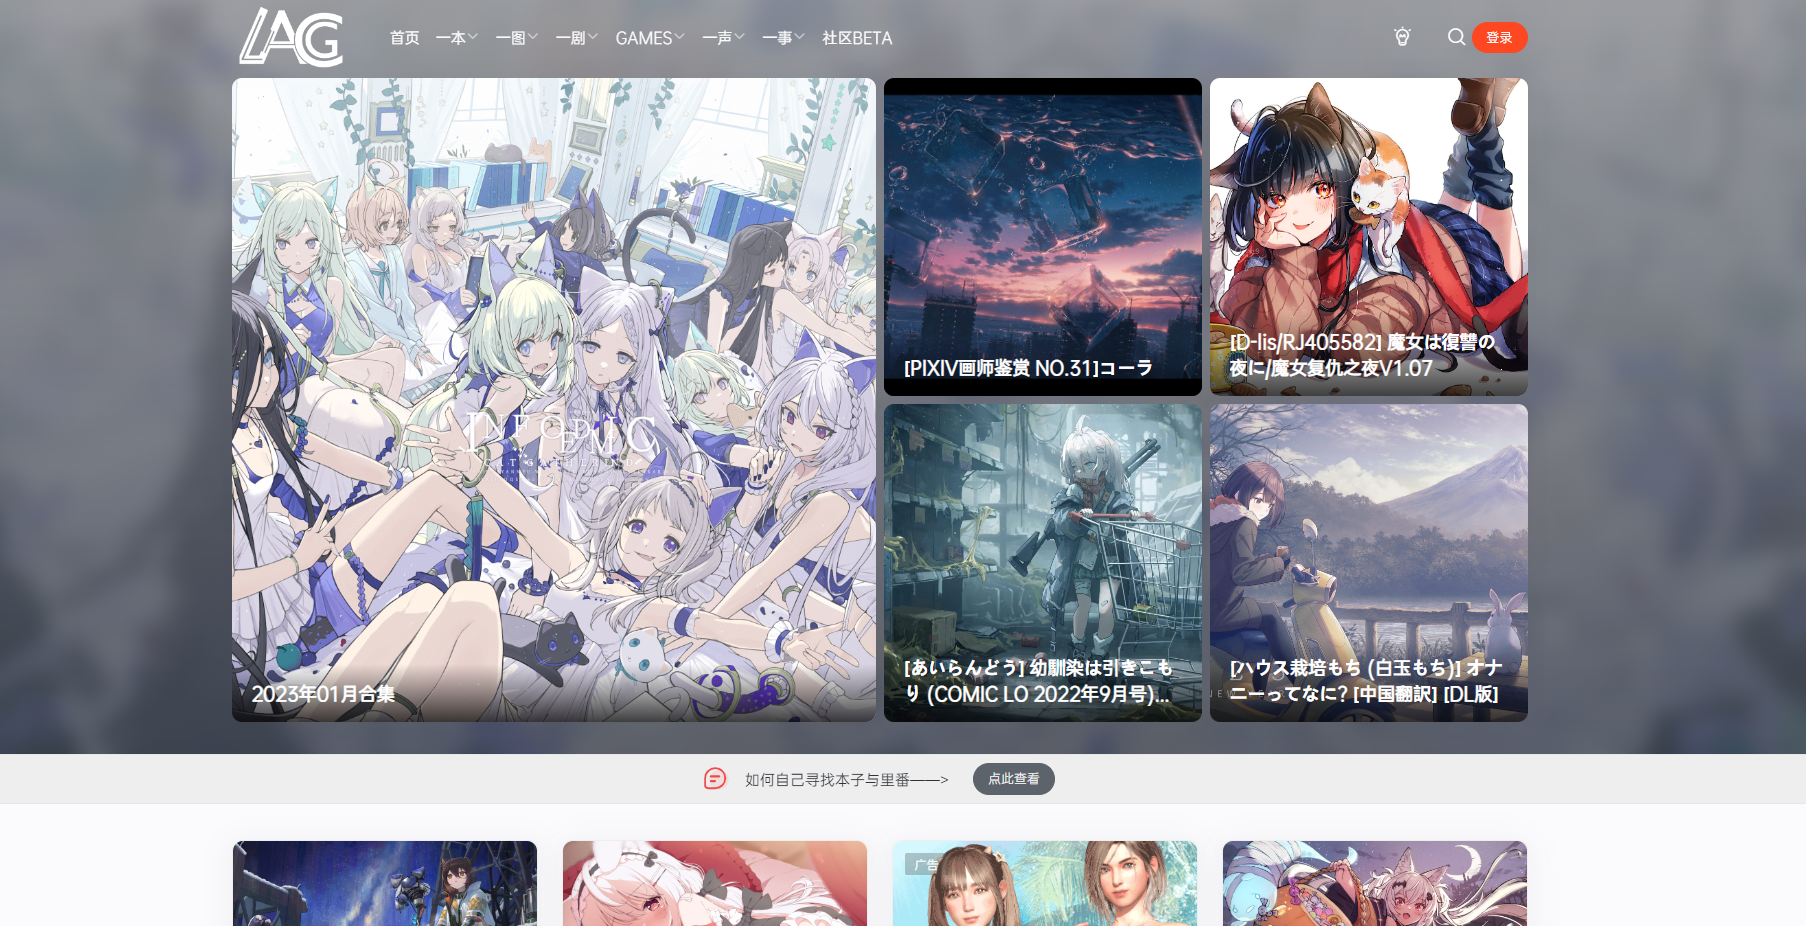 AG
首页 一本 一图 一剧 GAMES 一声 一事 社区BETA
登录
INFODEMIC
2023年01月合集
[PIXIV画师鉴赏 NO.31]コーラ
[D-lis/RJ405582] 魔女は復讐の
夜に/魔女复仇之夜V1.07
[あいらんどう] 幼馴染は引きこも
り (COMIC LO 2022年9月号)...
[ハウス栽培もち (白玉もち)] オナ
ニーってなに? [中国翻訳] [DL版]
如何自己寻找本子与里番——>
点此查看
广告